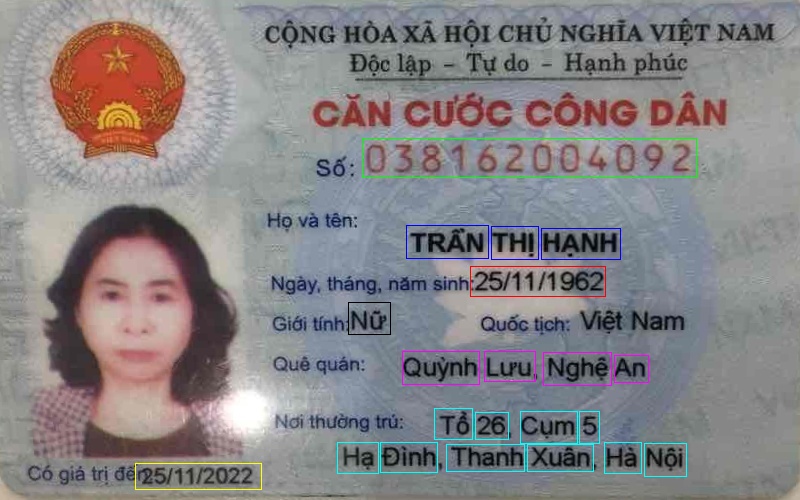 CỘNG HÒA XÃ HỘI CHỦ NGHĨA VIỆT NAM
Độc lập - Tự do - Hạnh phúc
CĂN CƯỚC CÔNG DÂN
Số: 038162004092
Họ và tên:
TRẦN THỊ HẠNH
Ngày, tháng, năm sinh: 25/11/1962
Giới tính: Nữ Quốc tịch: Việt Nam
Quê quán: Quỳnh Lưu, Nghệ An
Nơi thường trú: Tổ 26, Cụm 5
Hạ Đình, Thanh Xuân, Hà Nội
Có giá trị đến 25/11/2022
VIỆT NAM